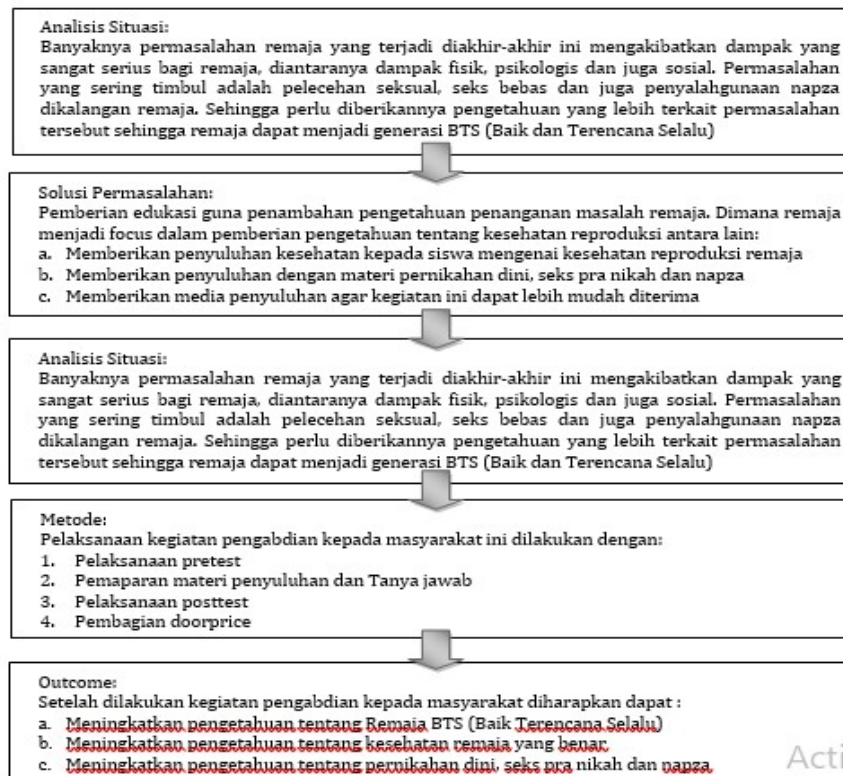 Analisis Situasi:
Banyaknya permasalahan remaja yang terjadi diakhir-akhir ini mengakibatkan dampak yang
sangat serius bagi remaja, diantaranya dampak fisik, psikologis dan juga sosial. Permasalahan
yang sering timbul adalah pelecehan seksual, seks bebas dan juga penyalahgunaan napza
dikalangan remaja. Sehingga perlu diberikannya pengetahuan yang lebih terkait permasalahan
tersebut sehingga remaja dapat menjadi generasi BTS (Baik dan Terencana Selalu)
Solusi Permasalahan:
Pemberian edukasi guna penambahan pengetahuan penanganan masalah remaja. Dimana remaja
menjadi focus dalam pemberian pengetahuan tentang kesehatan reproduksi antara lain:
a. Memberikan penyuluhan kesehatan kepada siswa mengenai kesehatan reproduksi remaja
b. Memberikan penyuluhan dengan materi pernikahan dini, seks pra nikah dan napza
c. Memberikan media penyuluhan agar kegiatan ini dapat lebih mudah diterima
Analisis Situasi:
Banyaknya permasalahan remaja yang terjadi diakhir-akhir ini mengakibatkan dampak yang
sangat serius bagi remaja, diantaranya dampak fisik, psikologis dan juga sosial. Permasalahan
yang sering timbul adalah pelecehan seksual, seks bebas dan juga penyalahgunaan napza
dikalangan remaja. Sehingga perlu diberikannya pengetahuan yang lebih terkait permasalahan
tersebut sehingga remaja dapat menjadi generasi BTS (Baik dan Terencana Selalu)
Metode:
Pelaksanaan kegiatan pengabdian kepada masyarakat ini dilakukan dengan:
1. Pelaksanaan pretest
2. Pemaparan materi penyuluhan dan Tanya jawab
3. Pelaksanaan posttest
4. Pembagian doorprice
Outcome:
Setelah dilakukan kegiatan pengabdian kepada masyarakat diharapkan dapat :
a. Meningkatkan pengetahuan tentang Remaja BTS (Baik Terencana Selalu)
b. Meningkatkan pengetahuan tentang kesehatan remaja yang benar.
c. Meningkatkan pengetahuan tentang pernikahan dini, seks pra nikah dan napza
Acti